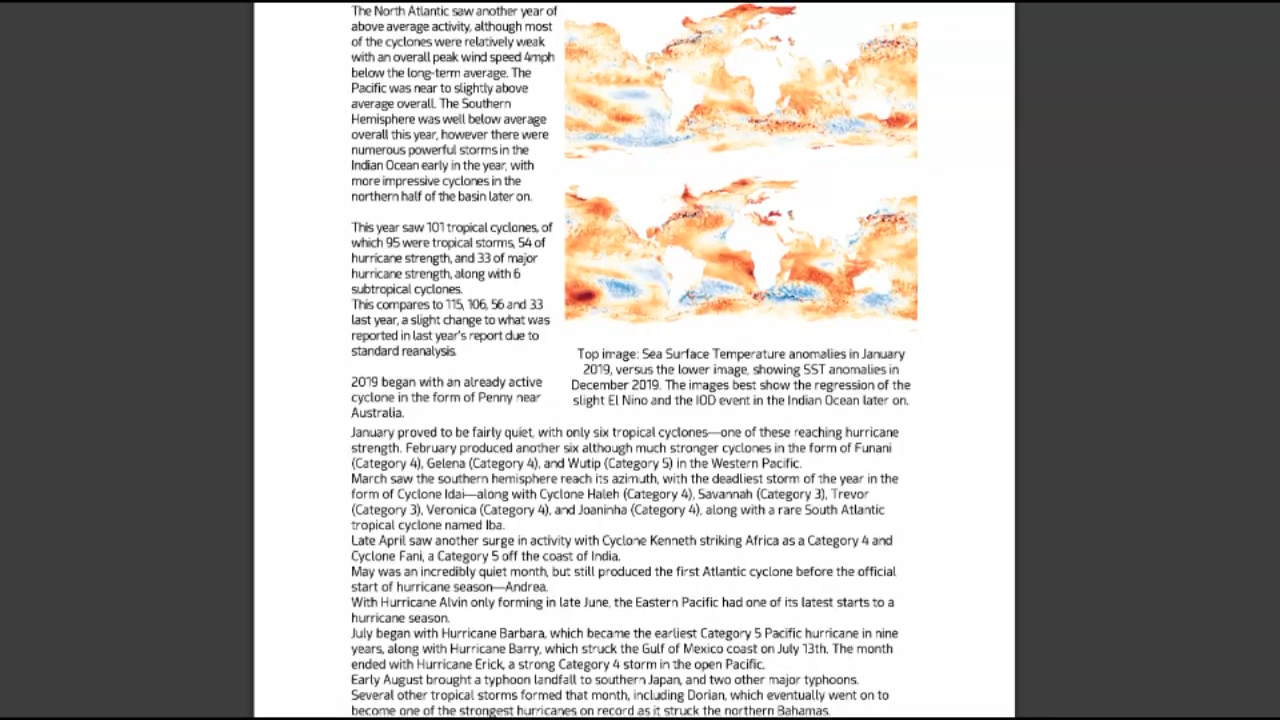 The North Atlantic saw another year of
above average activity, although most
of the cyclones were relatively weak
with an overall peak wind speed 4mph
below the long-term average. The
Pacific was near to slightly above
average overall. The Southern
Hemisphere was well below average
overall this year, however there were
numerous powerful storms in the
Indian Ocean early in the year, with
more impressive cyclones in the
northern half of the basin later on.
This year saw 101 tropical cyclones, of
which 95 were tropical storms, 54 of
hurricane strength, and 33 of major
hurricane strength, along with 6
subtropical cyclones.
This compares to 115, 106, 56 and 33
last year, a slight change to what was
reported in last year's report due to
standard reanalysis.
2019 began with an already active
cyclone in the form of Penny near
Australia.
Top image: Sea Surface Temperature anomalies in January
2019, versus the lower image, showing SST anomalies in
December 2019. The images best show the regression of the
slight El Nino and the IOD event in the Indian Ocean later on.
January proved to be fairly quiet, with only six tropical cyclones—one of these reaching hurricane
strength. February produced another six although much stronger cyclones in the form of Funani
(Category 4), Gelena (Category 4), and Wutip (Category 5) in the Western Pacific.
March saw the southern hemisphere reach its azimuth, with the deadliest storm of the year in the
form of Cyclone Idai—along with Cyclone Haleh (Category 4), Savannah (Category 3), Trevor
(Category 3), Veronica (Category 4), and Joaninha (Category 4), along with a rare South Atlantic
tropical cyclone named Iba.
Late April saw another surge in activity with Cyclone Kenneth striking Africa as a Category 4 and
Cyclone Fani, a Category 5 off the coast of India.
May was an incredibly quiet month, but still produced the first Atlantic cyclone before the official
start of hurricane season—Andrea.
With Hurricane Alvin only forming in late June, the Eastern Pacific had one of its latest starts to a
hurricane season.
July began with Hurricane Barbara, which became the earliest Category 5 Pacific hurricane in nine
years, along with Hurricane Barry, which struck the Gulf of Mexico coast on July 13th. The month
ended with Hurricane Erick, a strong Category 4 storm in the open Pacific.
Early August brought a typhoon landfall to southern Japan, and two other major typhoons.
Several other tropical storms formed that month, including Dorian, which eventually went on to
become one of the strongest hurricanes on record as it struck the northern Bahamas.